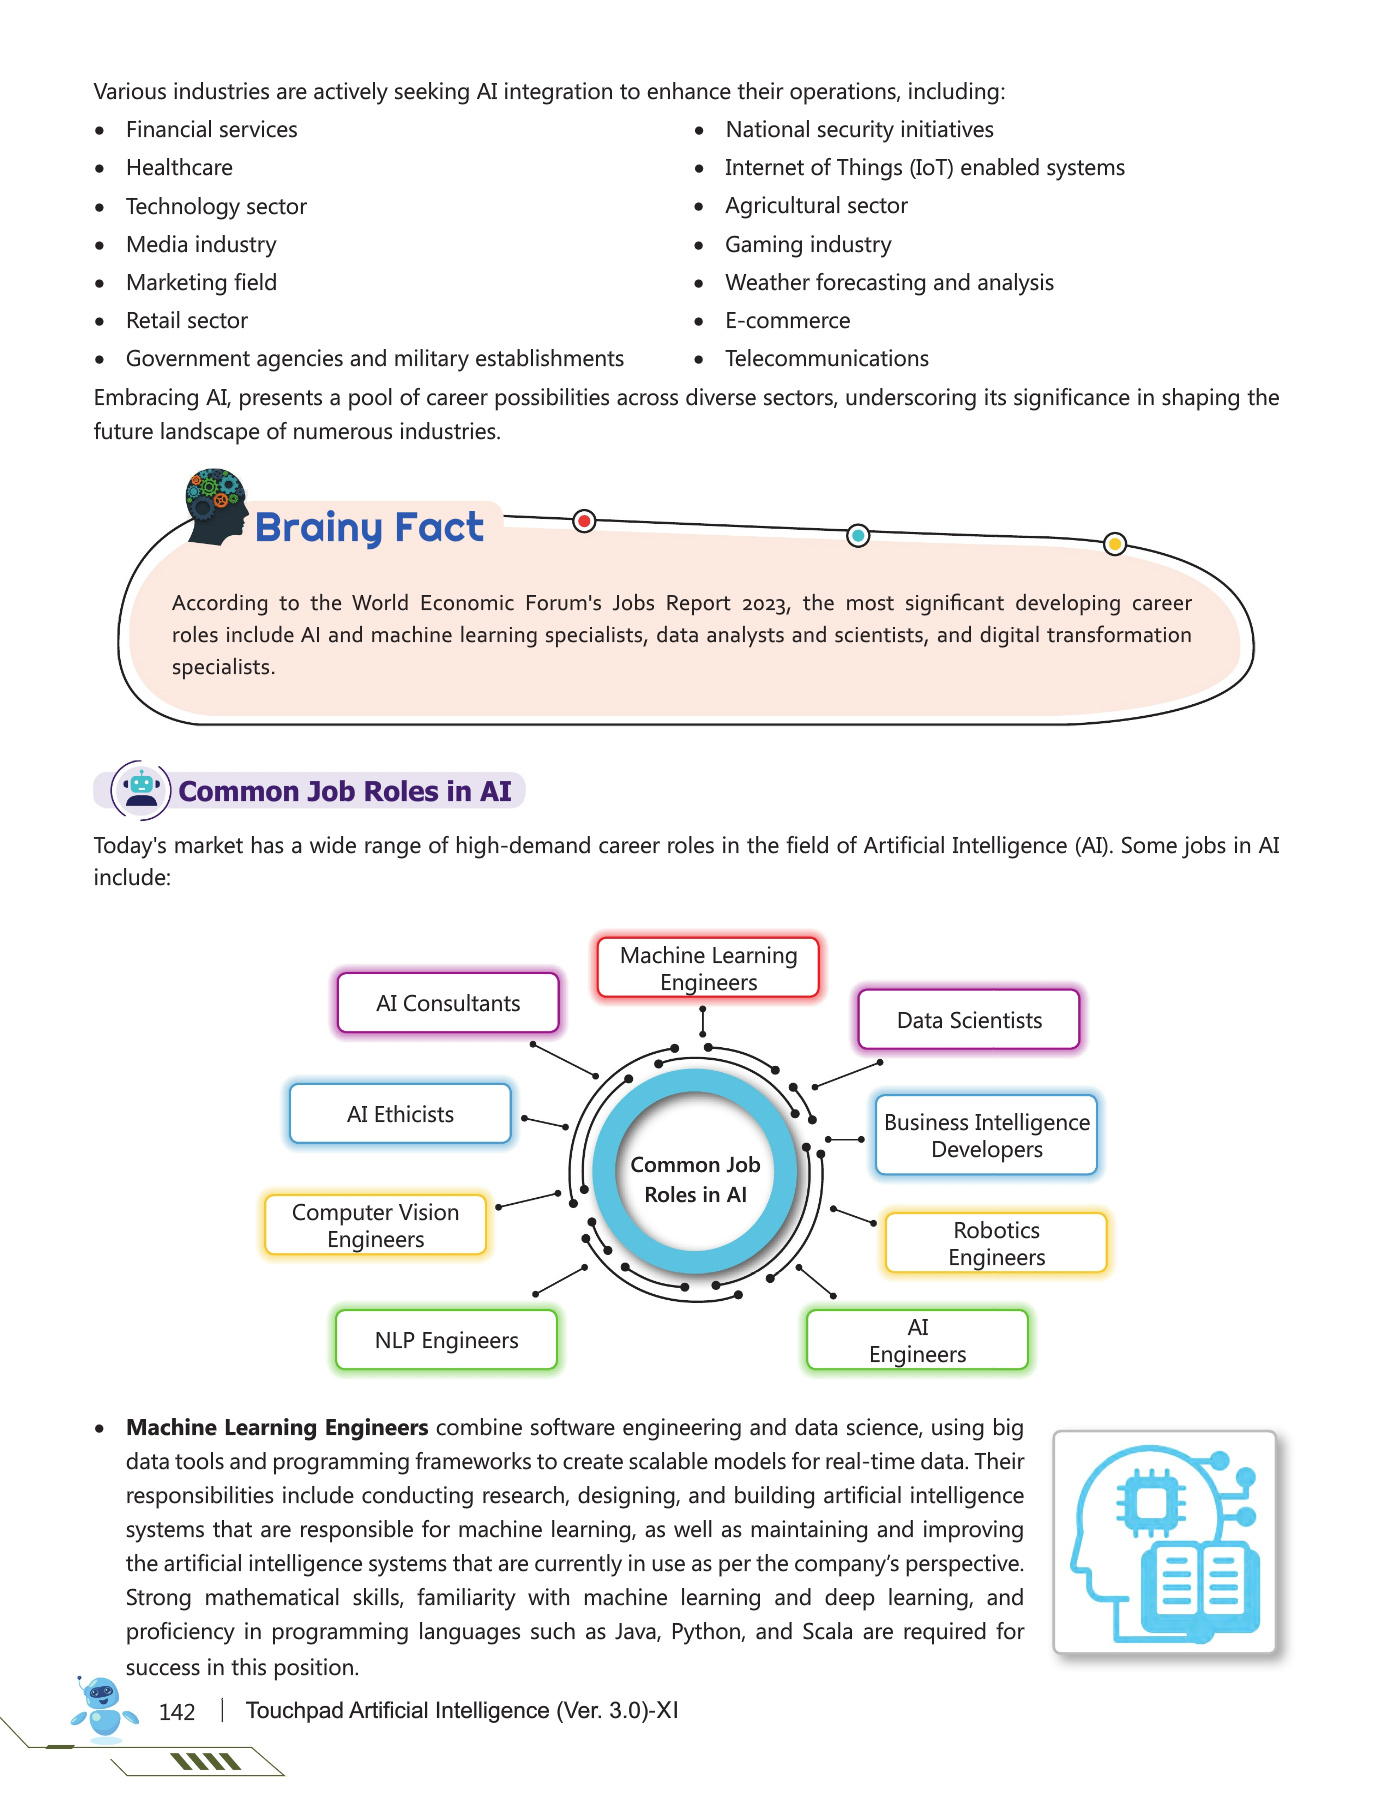 Various industries are actively seeking AI integration to enhance their operations, including:
• Financial services
• Healthcare
• Technology sector
• Media industry
• Marketing field
• Retail sector
• Government agencies and military establishments
• National security initiatives
• Internet of Things (IoT) enabled systems
• Agricultural sector
• Gaming industry
• Weather forecasting and analysis
• E-commerce
• Telecommunications
Embracing AI, presents a pool of career possibilities across diverse sectors, underscoring its significance in shaping the
future landscape of numerous industries.
Brainy Fact
According to the World Economic Forum's Jobs Report 2023, the most significant developing career
roles include AI and machine learning specialists, data analysts and scientists, and digital transformation
specialists.
Common Job Roles in AI
Today's market has a wide range of high-demand career roles in the field of Artificial Intelligence (AI). Some jobs in AI
include:
Machine Learning
Engineers
AI Consultants
Data Scientists
AI Ethicists
Business Intelligence
Developers
Common Job
Roles in AI
Computer Vision
Engineers
Robotics
Engineers
NLP Engineers
AI
Engineers
• Machine Learning Engineers combine software engineering and data science, using big
data tools and programming frameworks to create scalable models for real-time data. Their
responsibilities include conducting research, designing, and building artificial intelligence
systems that are responsible for machine learning, as well as maintaining and improving
the artificial intelligence systems that are currently in use as per the company’s perspective.
Strong mathematical skills, familiarity with machine learning and deep learning, and
proficiency in programming languages such as Java, Python, and Scala are required for
success in this position.
142 | Touchpad Artificial Intelligence (Ver. 3.0)-XI